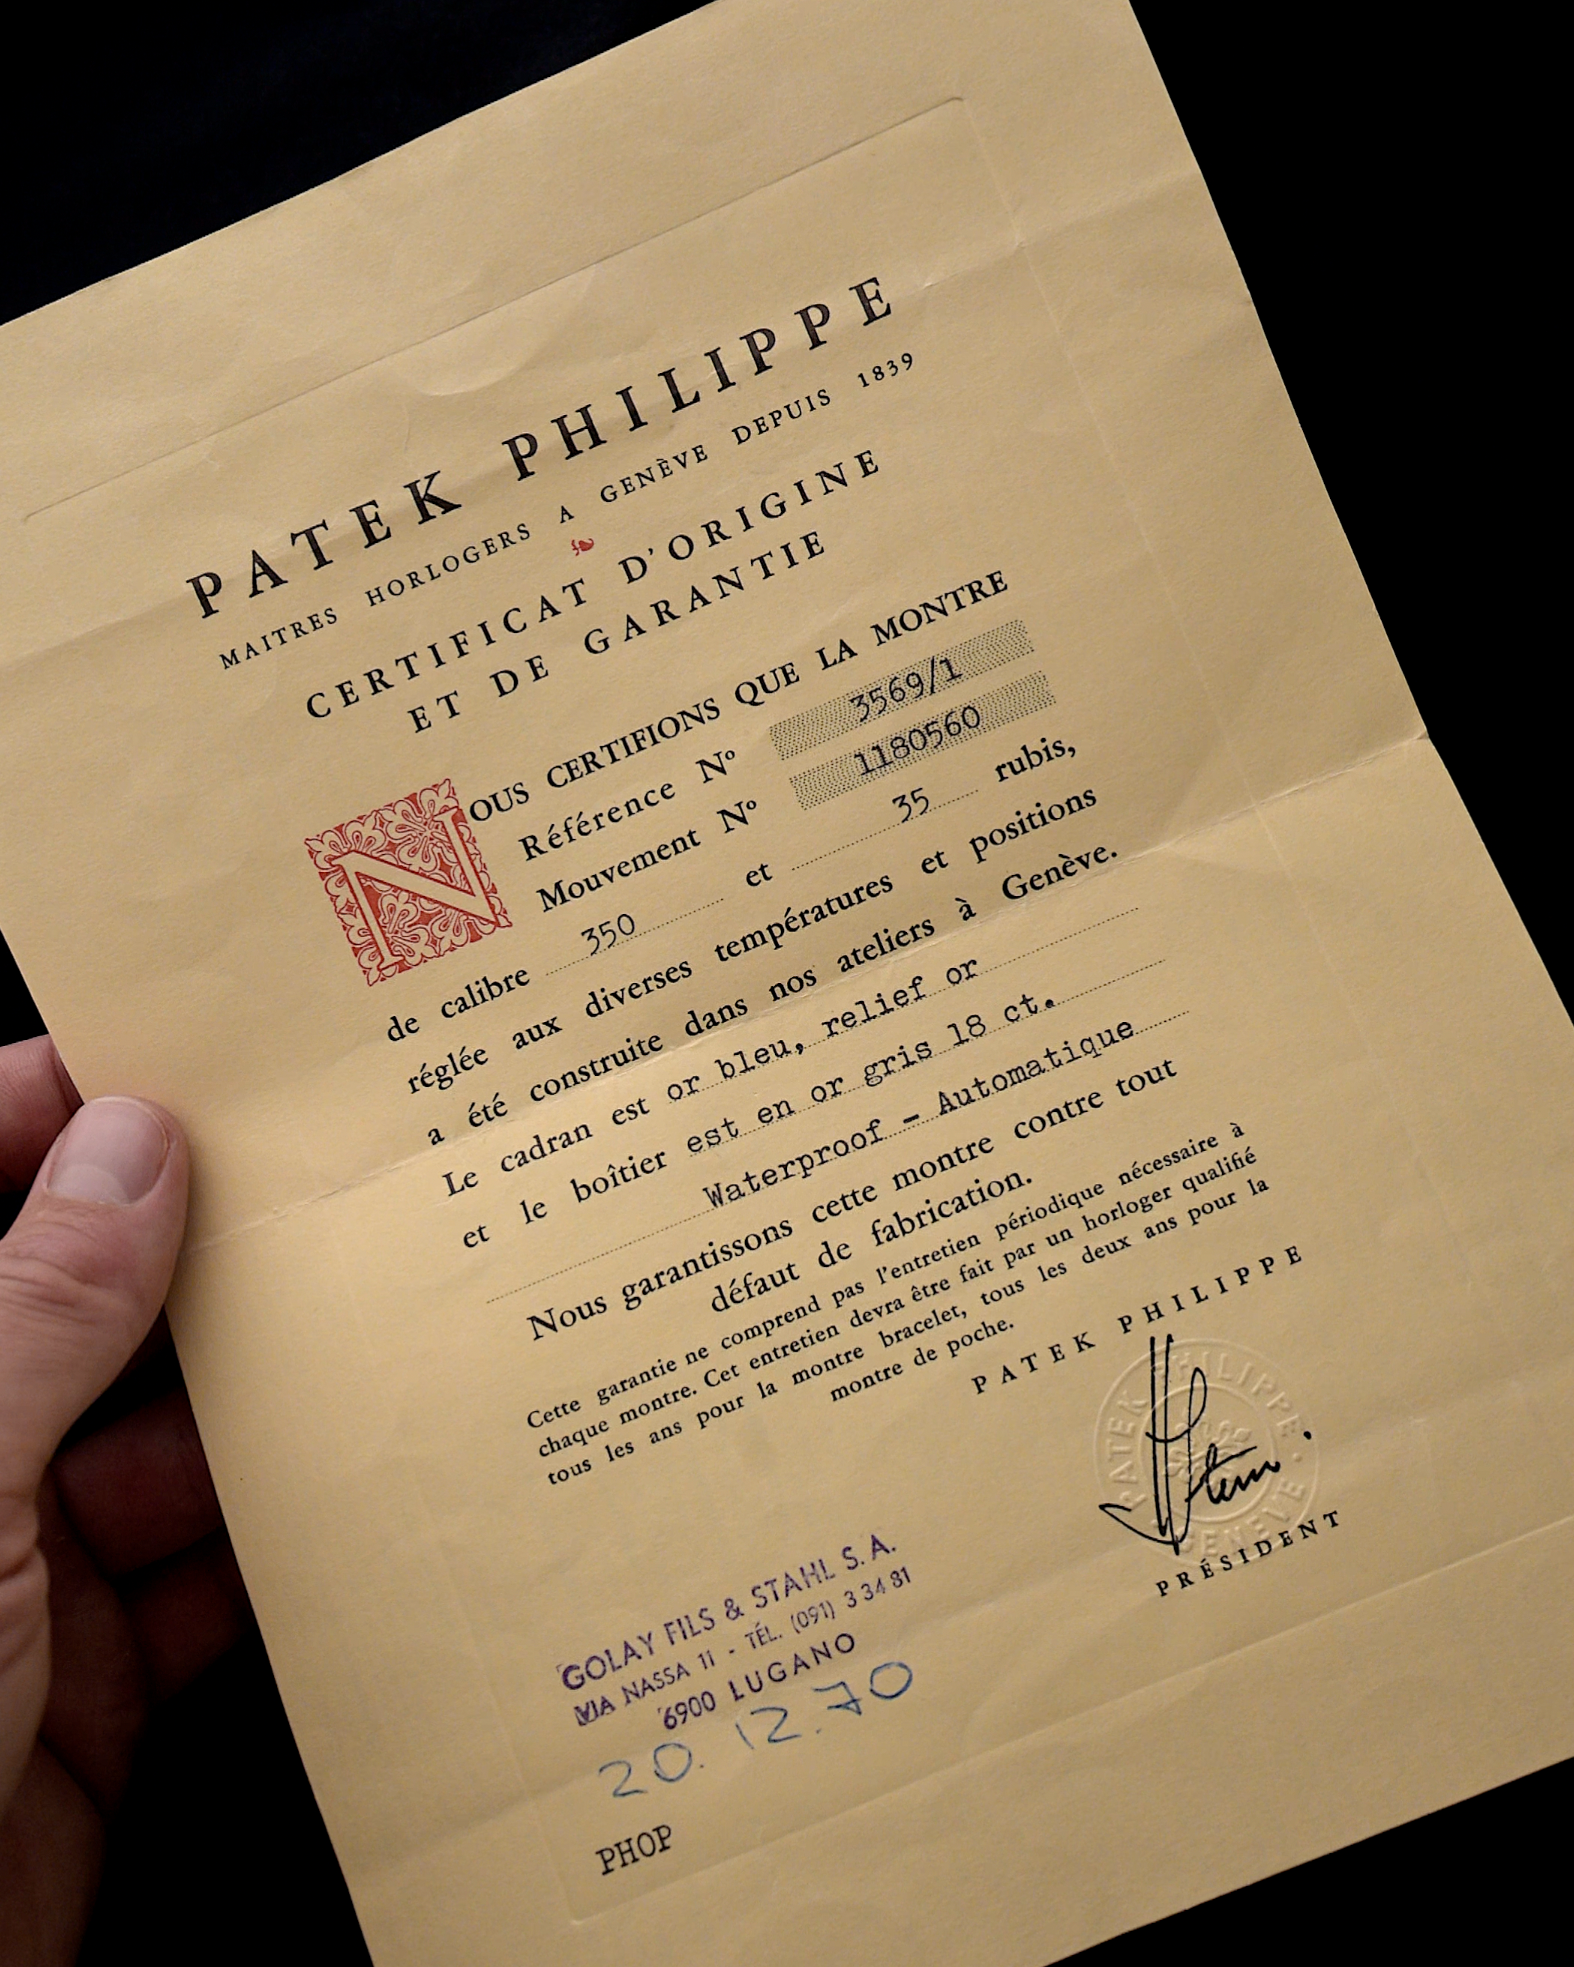 PATEK PHILIPPE
MAITRES HORLOGERS A GENÈVE DEPUIS 1839
CERTIFICAT D'ORIGINE
ET DE GARANTIE
NOUS CERTIFIONS QUE LA MONTRE
Référence Nº 3569/1
Mouvement Nº 1180560
de calibre 350 et 35 rubis,
réglée aux diverses températures et positions
a été construite dans nos ateliers à Genève.
Le cadran est or bleu, relief or
et le boîtier est en or gris 18 ct.
Waterproof - Automatique
Nous garantissons cette montre contre tout
défaut de fabrication.
Cette garantie ne comprend pas l'entretien périodique nécessaire à
chaque montre. Cet entretien devra être fait par un horloger qualifié
tous les ans pour la montre bracelet, tous les deux ans pour la
montre de poche.
PATEK PHILIPPE
PATEK PHILIPPE · GENÈVE ·
Stern
PRÉSIDENT
GOLAY FILS & STAHL S.A.
VIA NASSA 11 - TÉL. (091) 3 34 81
6900 LUGANO
20.12.70
PHOP